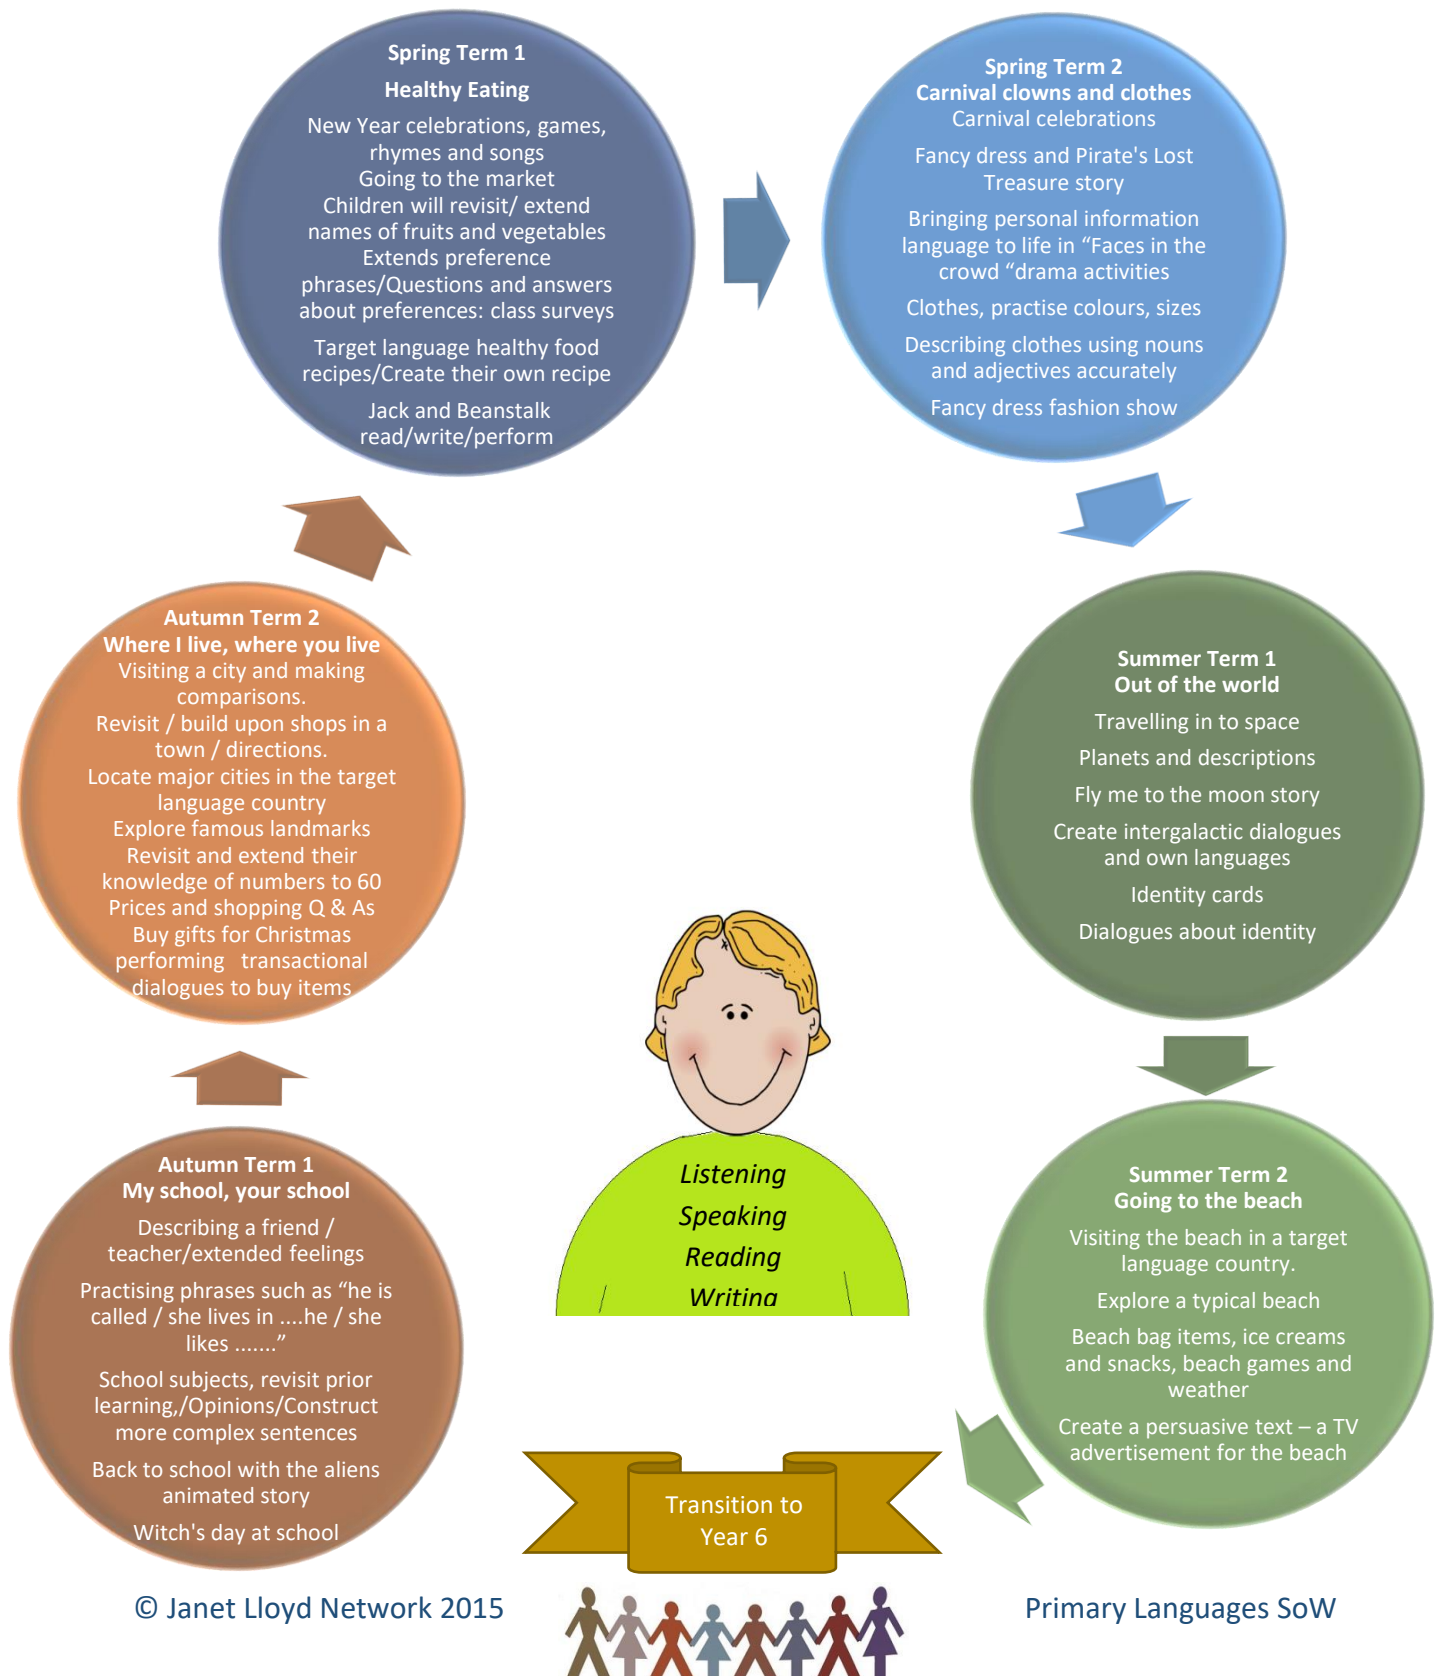 Spring Term 1
Healthy Eating
New Year celebrations, games,
rhymes and songs
Going to the market
Children will revisit/ extend
names of fruits and vegetables
Extends preference
phrases/Questions and answers
about preferences: class surveys
Target language healthy food
recipes/Create their own recipe
Jack and Beanstalk
read/write/perform
Spring Term 2
Carnival clowns and clothes
Carnival celebrations
Fancy dress and Pirate's Lost
Treasure story
Bringing personal information
language to life in “Faces in the
crowd “drama activities
Clothes, practise colours, sizes
Describing clothes using nouns
and adjectives accurately
Fancy dress fashion show
Autumn Term 2
Where I live, where you live
Visiting a city and making
comparisons.
Revisit / build upon shops in a
town / directions.
Locate major cities in the target
language country
Explore famous landmarks
Revisit and extend their
knowledge of numbers to 60
Prices and shopping Q & As
Buy gifts for Christmas
performing transactional
dialogues to buy items
Summer Term 1
Out of the world
Travelling in to space
Planets and descriptions
Fly me to the moon story
Create intergalactic dialogues
and own languages
Identity cards
Dialogues about identity
Autumn Term 1
My school, your school
Describing a friend /
teacher/extended feelings
Practising phrases such as “he is
called / she lives in ....he / she
likes .......”
School subjects, revisit prior
learning,/Opinions/Construct
more complex sentences
Back to school with the aliens
animated story
Witch's day at school
Listening
Speaking
Reading
Writing
Summer Term 2
Going to the beach
Visiting the beach in a target
language country.
Explore a typical beach
Beach bag items, ice creams
and snacks, beach games and
weather
Create a persuasive text – a TV
advertisement for the beach
Transition to
Year 6
© Janet Lloyd Network 2015
Primary Languages SoW